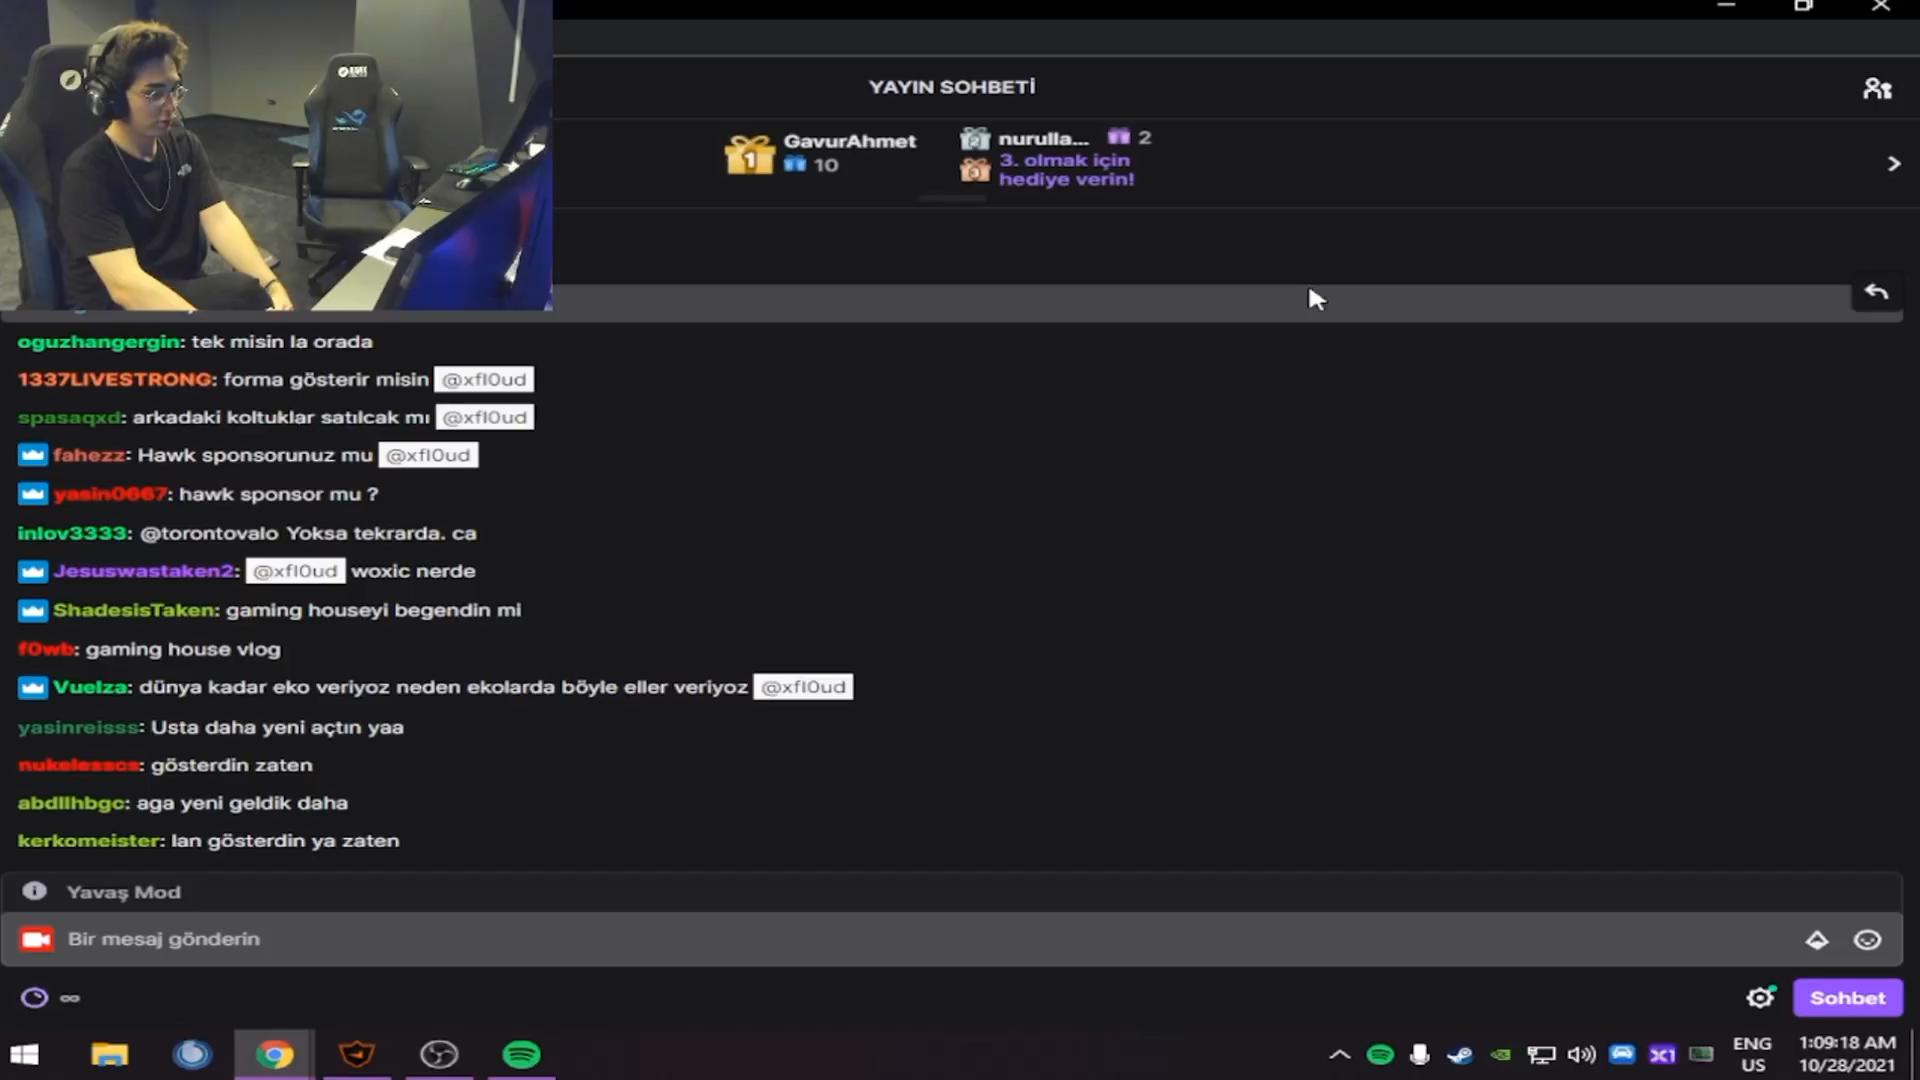 YAYIN SOHBETİ
GavurAhmet
10
nurulla... 2
3. olmak için
hediye verin!
oguzhangergin: tek misin la orada
1337LIVESTRONG: forma gösterir misin @xfl0ud
spasaqxd: arkadaki koltuklar satılcak mı @xfl0ud
fahezz: Hawk sponsorunuz mu @xfl0ud
yasin0667: hawk sponsor mu ?
inlov3333: @torontovalo Yoksa tekrarda. ca
Jesuswastaken2: @xfl0ud woxic nerde
ShadesisTaken: gaming houseyi begendin mi
f0wb: gaming house vlog
Vuelza: dünya kadar eko veriyoz neden ekolarda böyle eller veriyoz @xfl0ud
yasinreisss: Usta daha yeni açtın yaa
nukelesscs: gösterdin zaten
abdllhbgc: aga yeni geldik daha
kerkomeister: lan gösterdin ya zaten
Yavaş Mod
Bir mesaj gönderin
∞
Sohbet
ENG
US
1:09:18 AM
10/28/2021